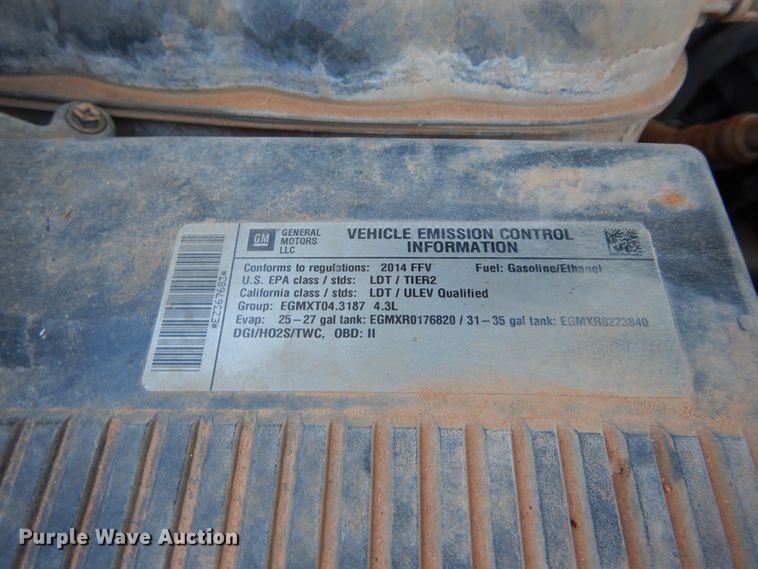 GM
GENERAL MOTORS LLC
VEHICLE EMISSION CONTROL INFORMATION
Conforms to regulations: 2014 FFV Fuel: Gasoline/Ethanol
U.S. EPA class / stds: LDT / TIER2
California class / stds: LDT / ULEV Qualified
Group: EGMXT04.3187 4.3L
Evap: 25-27 gal tank: EGMXR0176820 / 31-35 gal tank: EGMXR0223840
DGI/HO2S/TWC, OBD: II
*E2367683*
Purple Wave Auction